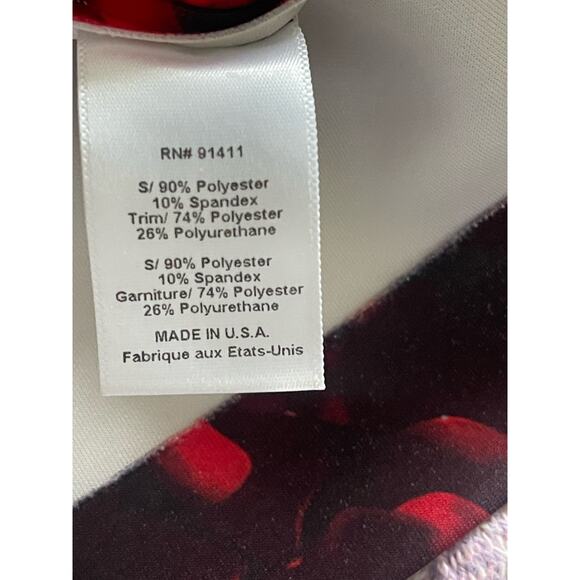 RN# 91411
S/ 90% Polyester
10% Spandex
Trim/ 74% Polyester
26% Polyurethane
S/ 90% Polyester
10% Spandex
Garniture/ 74% Polyester
26% Polyurethane
MADE IN U.S.A.
Fabrique aux Etats-Unis